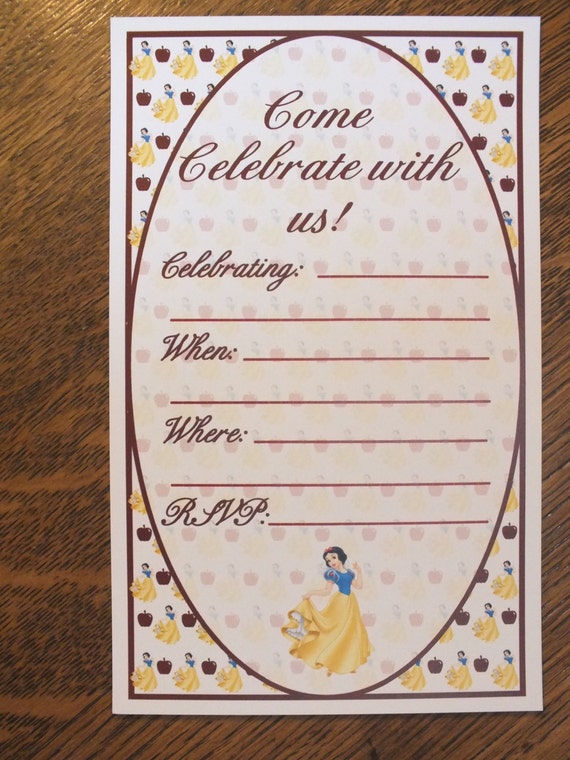 Come
Celebrate with
us!
Celebrating:
When:
Where:
RSVP: